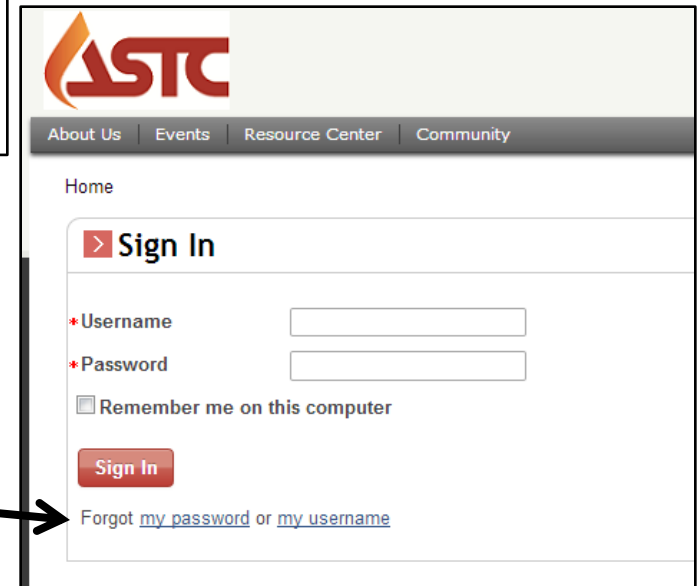 ASTC
About Us | Events | Resource Center | Community
Home
Sign In
*Username
*Password
Remember me on this computer
Sign In
Forgot my password or my username